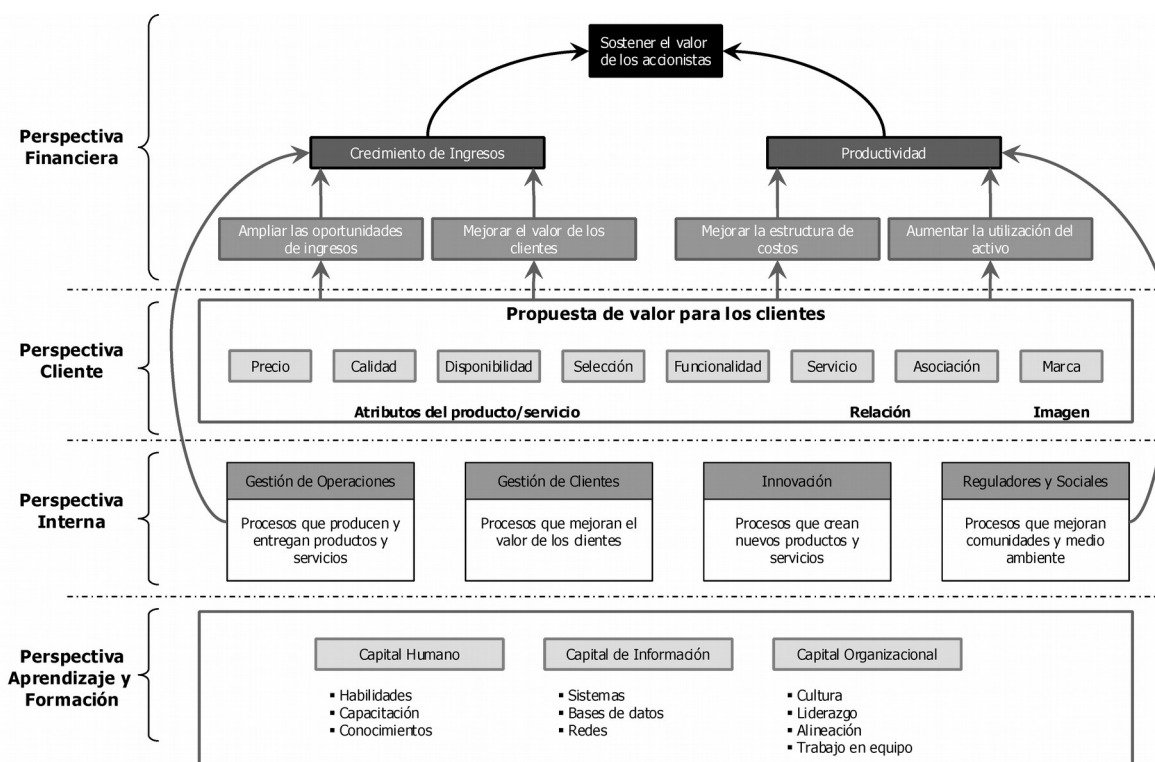 Sostener el valor
de los accionistas
Perspectiva
Financiera
Crecimiento de Ingresos
Productividad
Ampliar las oportunidades
de ingresos
Mejorar el valor de los
clientes
Mejorar la estructura de
costos
Aumentar la utilización del
activo
Perspectiva
Cliente
Propuesta de valor para los clientes
Precio
Calidad
Disponibilidad
Selección
Funcionalidad
Servicio
Asociación
Marca
Atributos del producto/servicio
Relación
Imagen
Perspectiva
Interna
Gestión de Operaciones
Procesos que producen y
entregan productos y
servicios
Gestión de Clientes
Procesos que mejoran el
valor de los clientes
Innovación
Procesos que crean
nuevos productos y
servicios
Reguladores y Sociales
Procesos que mejoran
comunidades y medio
ambiente
Perspectiva
Aprendizaje y
Formación
Capital Humano
▪ Habilidades
▪ Capacitación
▪ Conocimientos
Capital de Información
▪ Sistemas
▪ Bases de datos
▪ Redes
Capital Organizacional
▪ Cultura
▪ Liderazgo
▪ Alineación
▪ Trabajo en equipo